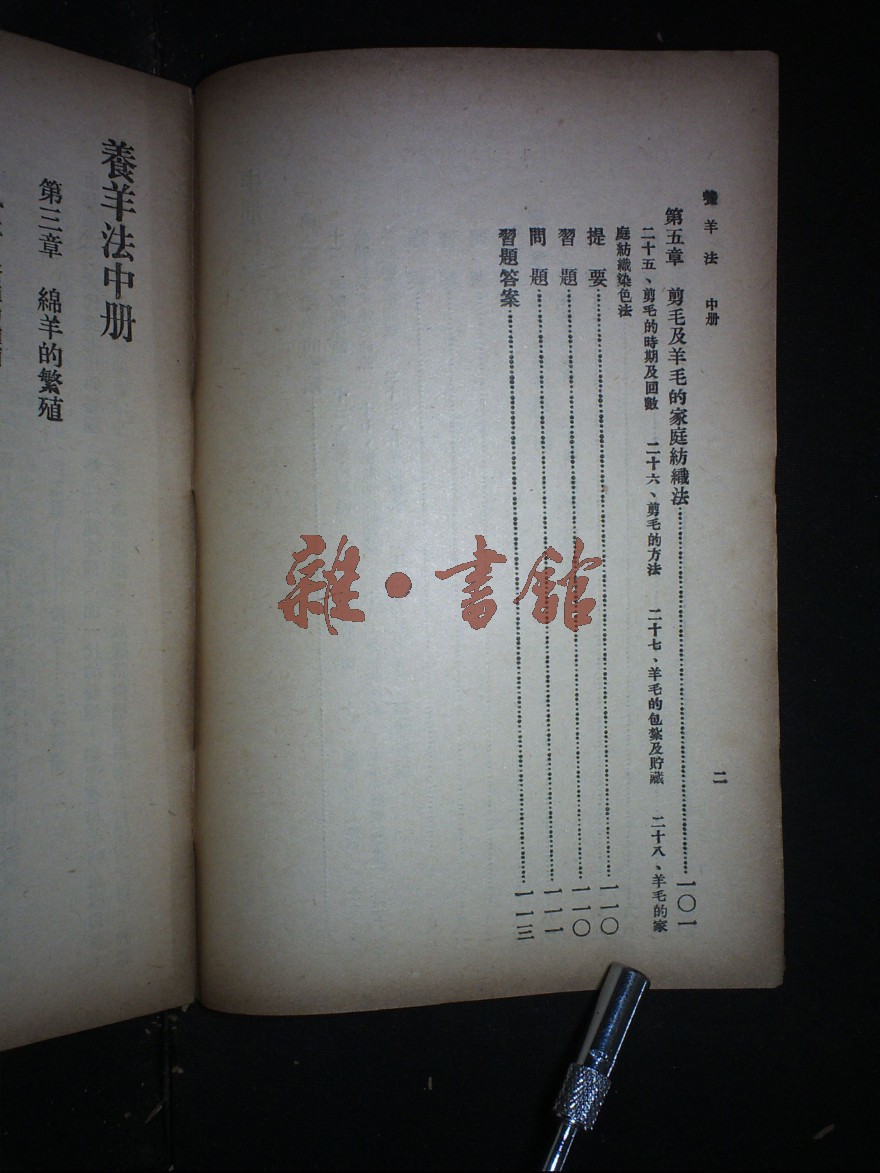 養羊法 中册 二
第五章 剪毛及羊毛的家庭紡織法 一〇一
二十五、剪毛的時期及回數 二十六、剪毛的方法 二十七、羊毛的包紮及貯藏 二十八、羊毛的家
庭紡織染色法
提要 一一〇
習題 一一〇
問題 一一一
習題答案 一一三
養羊法中册
第三章 綿羊的繁殖
雜·書館